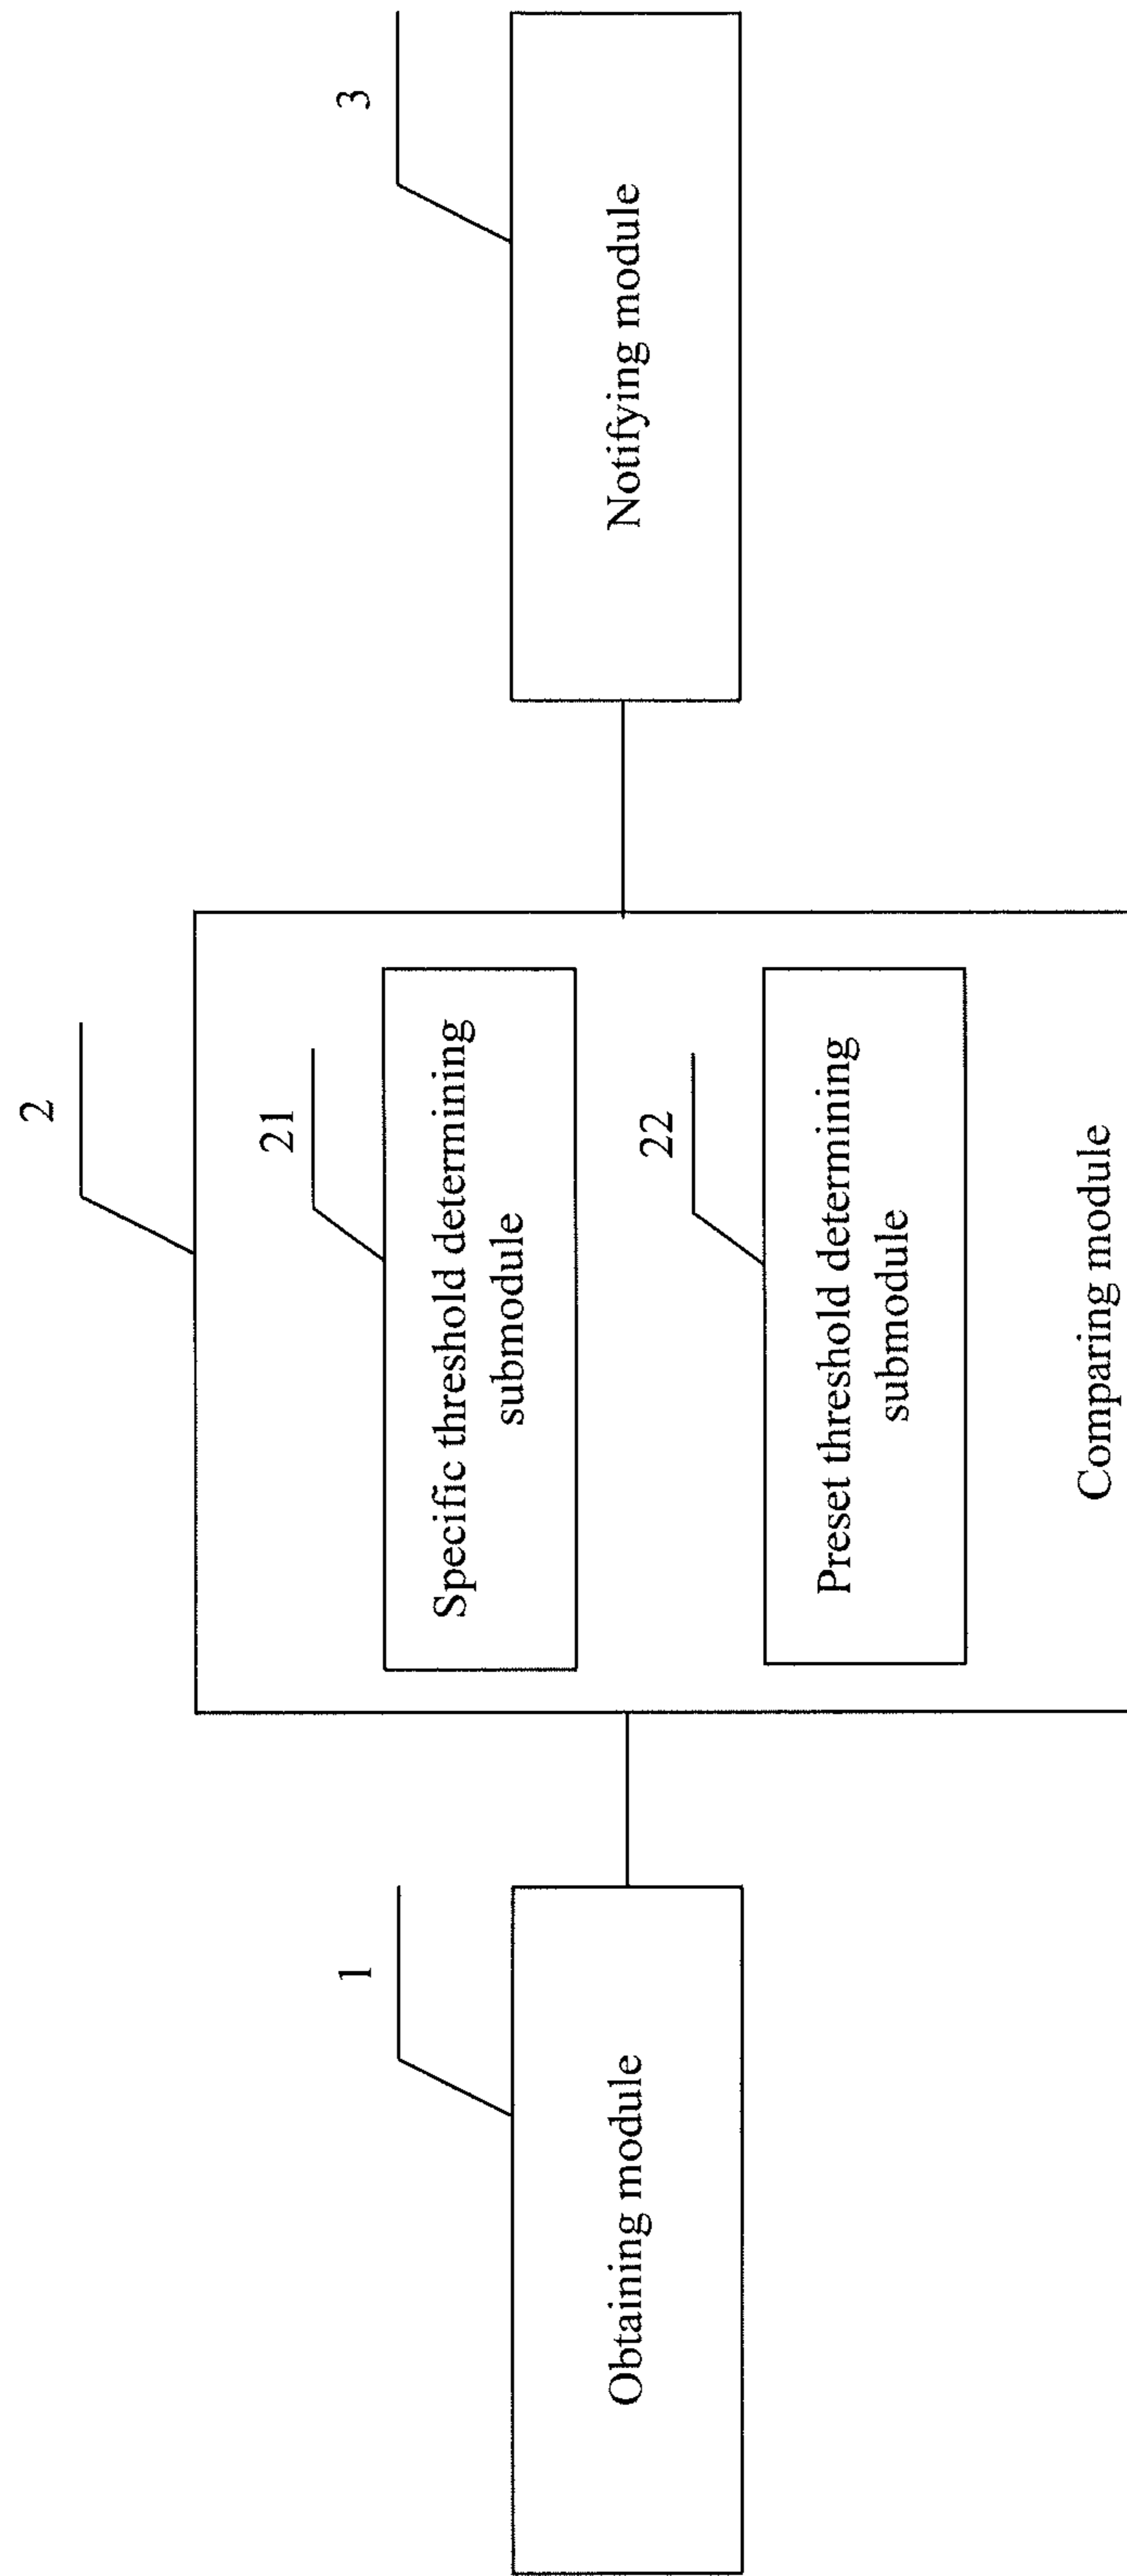 1
Obtaining module
2
21
Specific threshold determining
submodule
22
Preset threshold determining
submodule
Comparing module
3
Notifying module